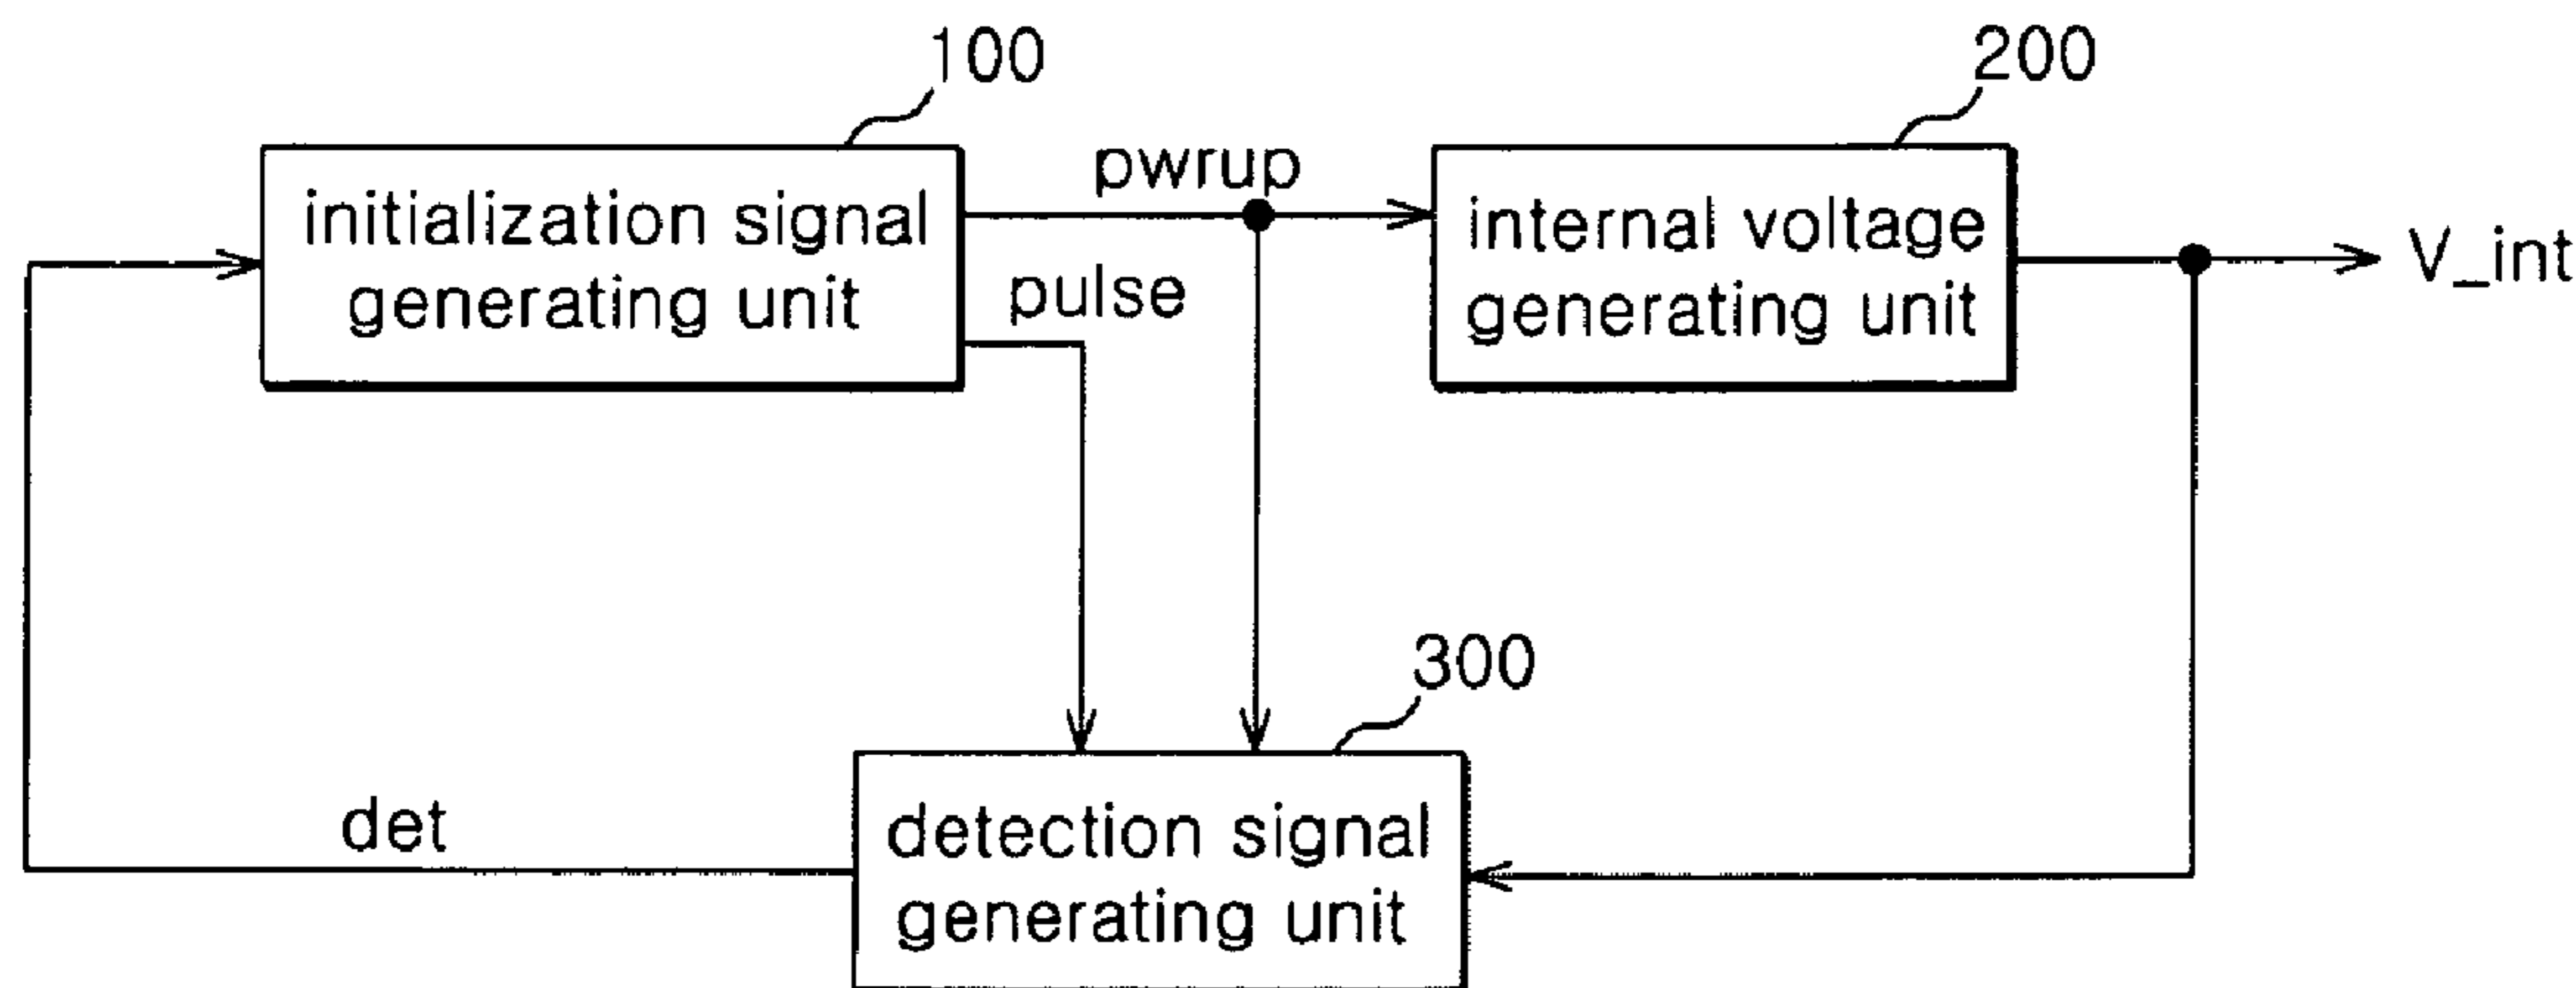 100
200
initialization signal
generating unit
pwrup
pulse
internal voltage
generating unit
V_int
300
detection signal
generating unit
det